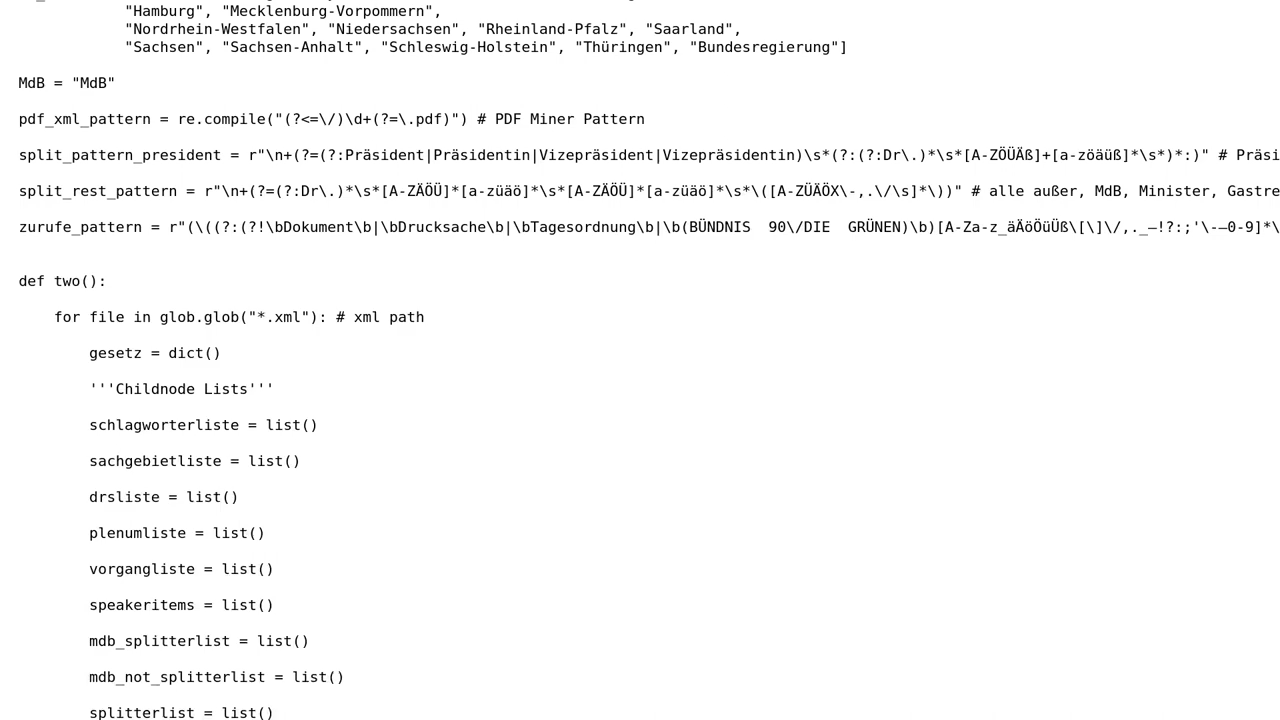 "Hamburg", "Mecklenburg-Vorpommern",
"Nordrhein-Westfalen", "Niedersachsen", "Rheinland-Pfalz", "Saarland",
"Sachsen", "Sachsen-Anhalt", "Schleswig-Holstein", "Thüringen", "Bundesregierung"]
MdB = "MdB"
pdf_xml_pattern = re.compile("(?<=\/)\d+(?=\.pdf)") # PDF Miner Pattern
split_pattern_president = r"\n+(?=(?:Präsident|Präsidentin|Vizepräsident|Vizepräsidentin)\s*(?:(?:Dr\.)*\s*[A-ZÖÜÄß]+[a-zöäüß]*\s*)*:)" # Präsi
split_rest_pattern = r"\n+(?=(?:Dr\.)*\s*[A-ZÄÖÜ]*[a-züäö]*\s*[A-ZÄÖÜ]*[a-züäö]*\s*\([A-ZÜÄÖX\-,.\/\s]*\))" # alle außer, MdB, Minister, Gastre
zurufe_pattern = r"(\((?:(?!\bDokument\b|\bDrucksache\b|\bTagesordnung\b|\b(BÜNDNIS  90\/DIE  GRÜNEN)\b)[A-Za-z_äÄöÖüÜß\[\]\/,._–!?:;'\-—0-9]*\
def two():
for file in glob.glob("*.xml"): # xml path
gesetz = dict()
'''Childnode Lists'''
schlagworterliste = list()
sachgebietliste = list()
drsliste = list()
plenumliste = list()
vorgangliste = list()
speakeritems = list()
mdb_splitterlist = list()
mdb_not_splitterlist = list()
splitterlist = list()